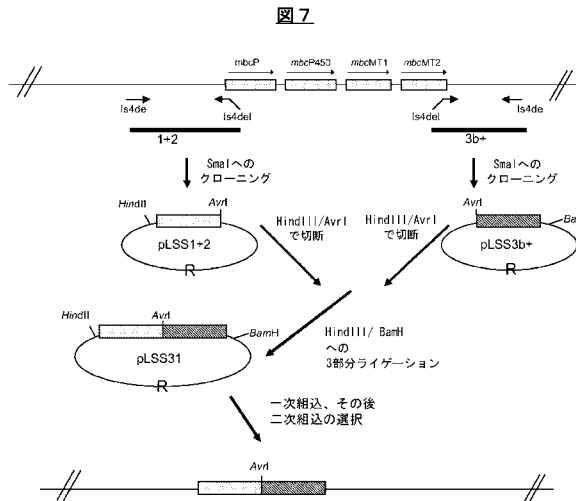 図7
mbcP
mbcP450
mbcMT1
mbcMT2
Is4de
Is4del
Is4del
Is4de
1+2
3b+
SmaIへの
クローニング
SmaIへの
クローニング
HindII
AvrI
pLSS1+2
R
HindIII/AvrI
で切断
HindIII/AvrI
で切断
AvrI
Ba
pLSS3b+
R
HindII
AvrI
BamH
pLSS31
R
HindIII/ BamH
への
3部分ライゲーション
一次組込、その後
二次組込の選択
AvrI